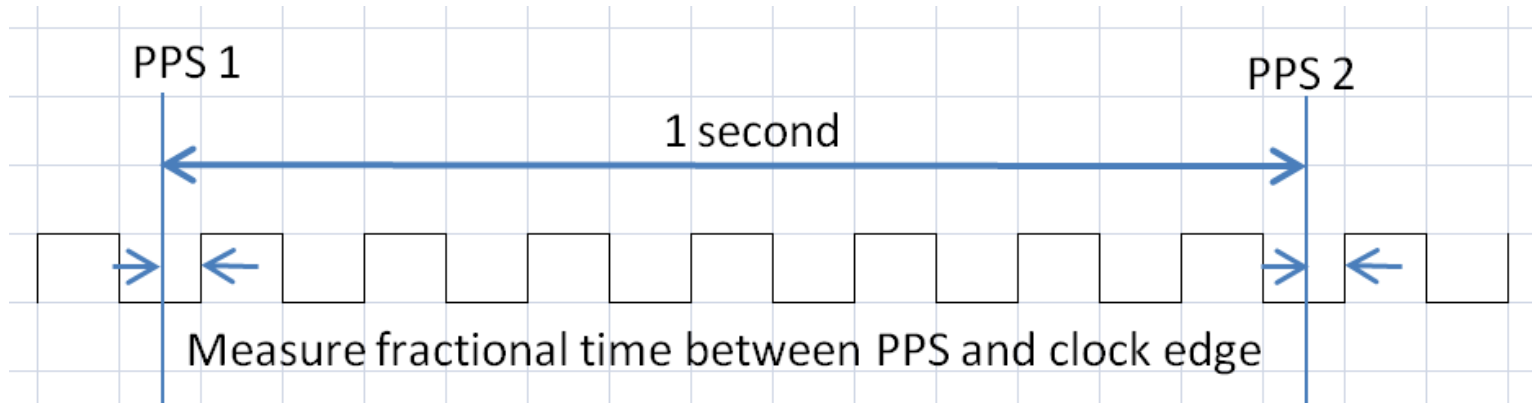 PPS 1
PPS 2
1 second
Measure fractional time between PPS and clock edge